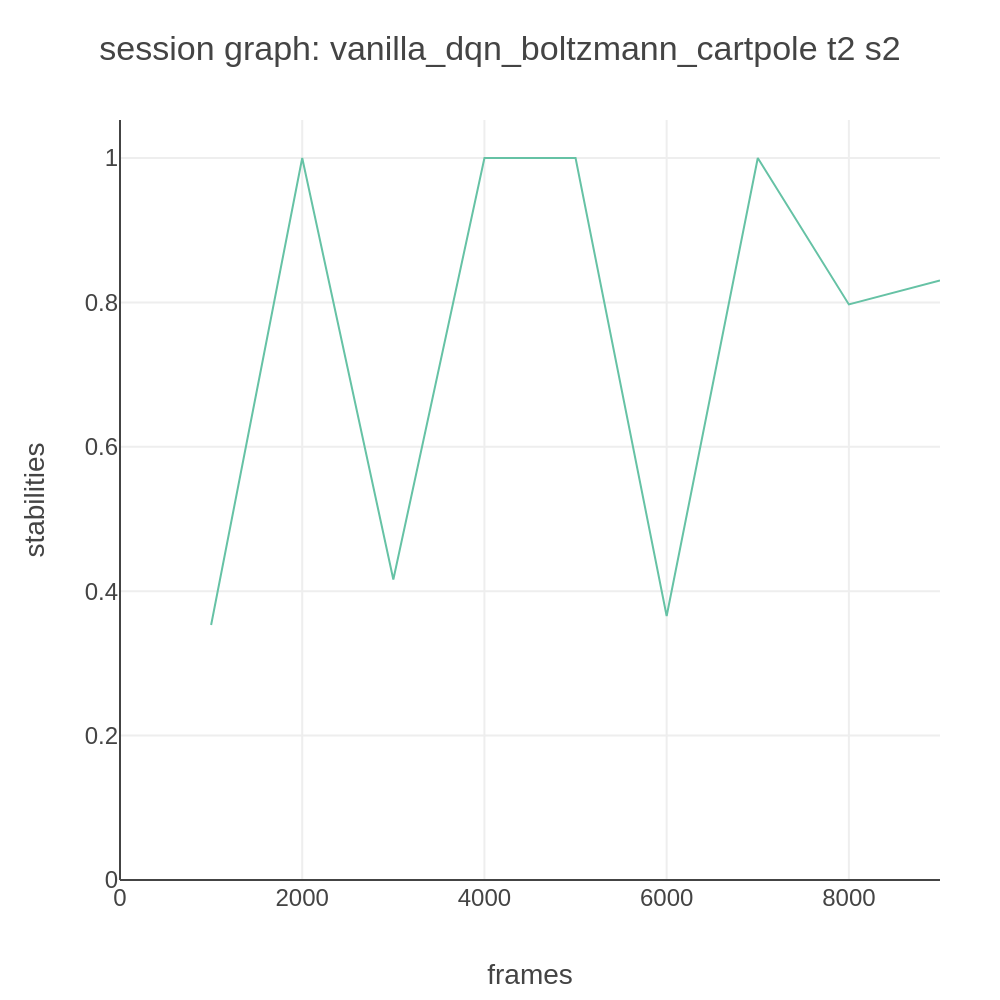 session graph: vanilla_dqn_boltzmann_cartpole t2 s2
1
0.8
0.6
0.4
0.2
0
stabilities
0 2000 4000 6000 8000
frames